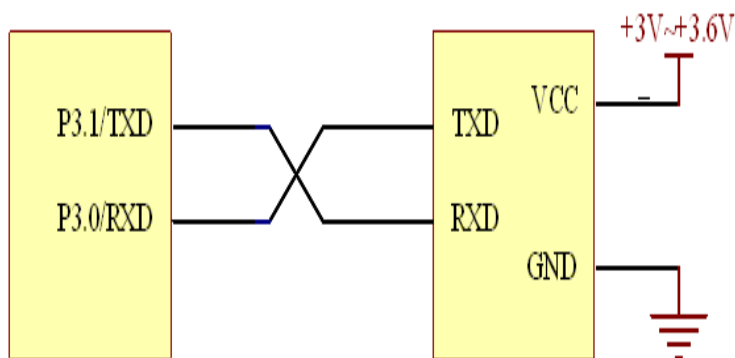 +3V~+3.6V
VCC
P3.1/TXD
TXD
P3.0/RXD
RXD
GND